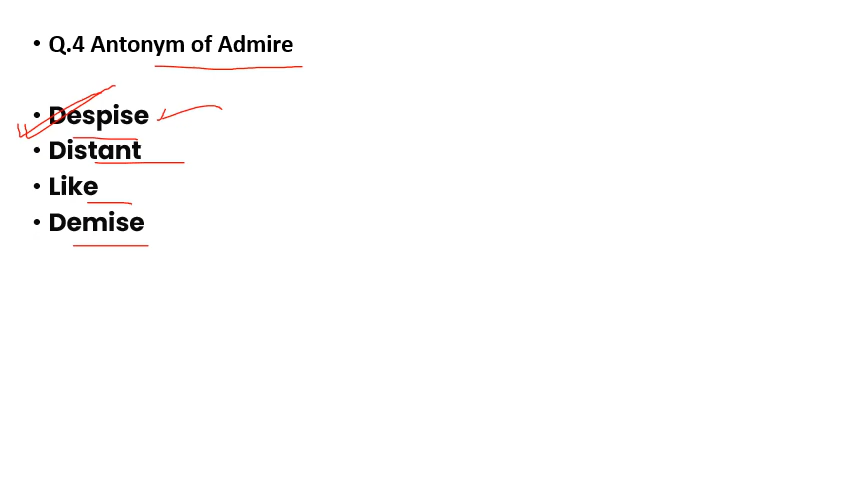 • Q.4 Antonym of Admire
• Despise
• Distant
• Like
• Demise